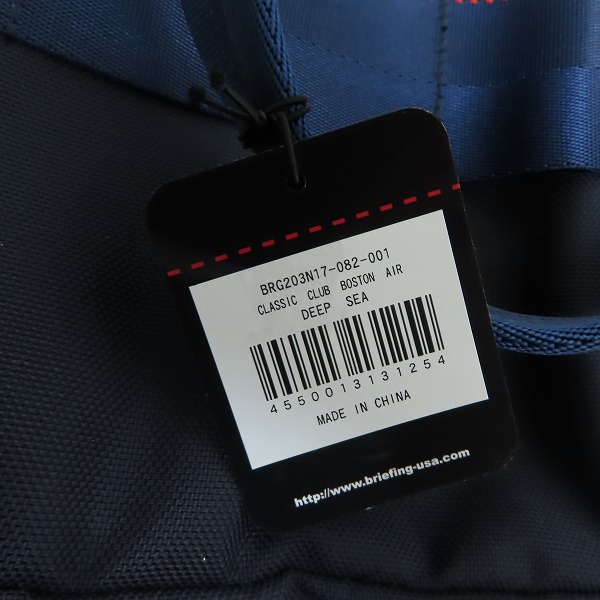 BRG203N17-082-001
CLASSIC CLUB BOSTON AIR
DEEP SEA
4550013131254
MADE IN CHINA
http://www.briefing-usa.com